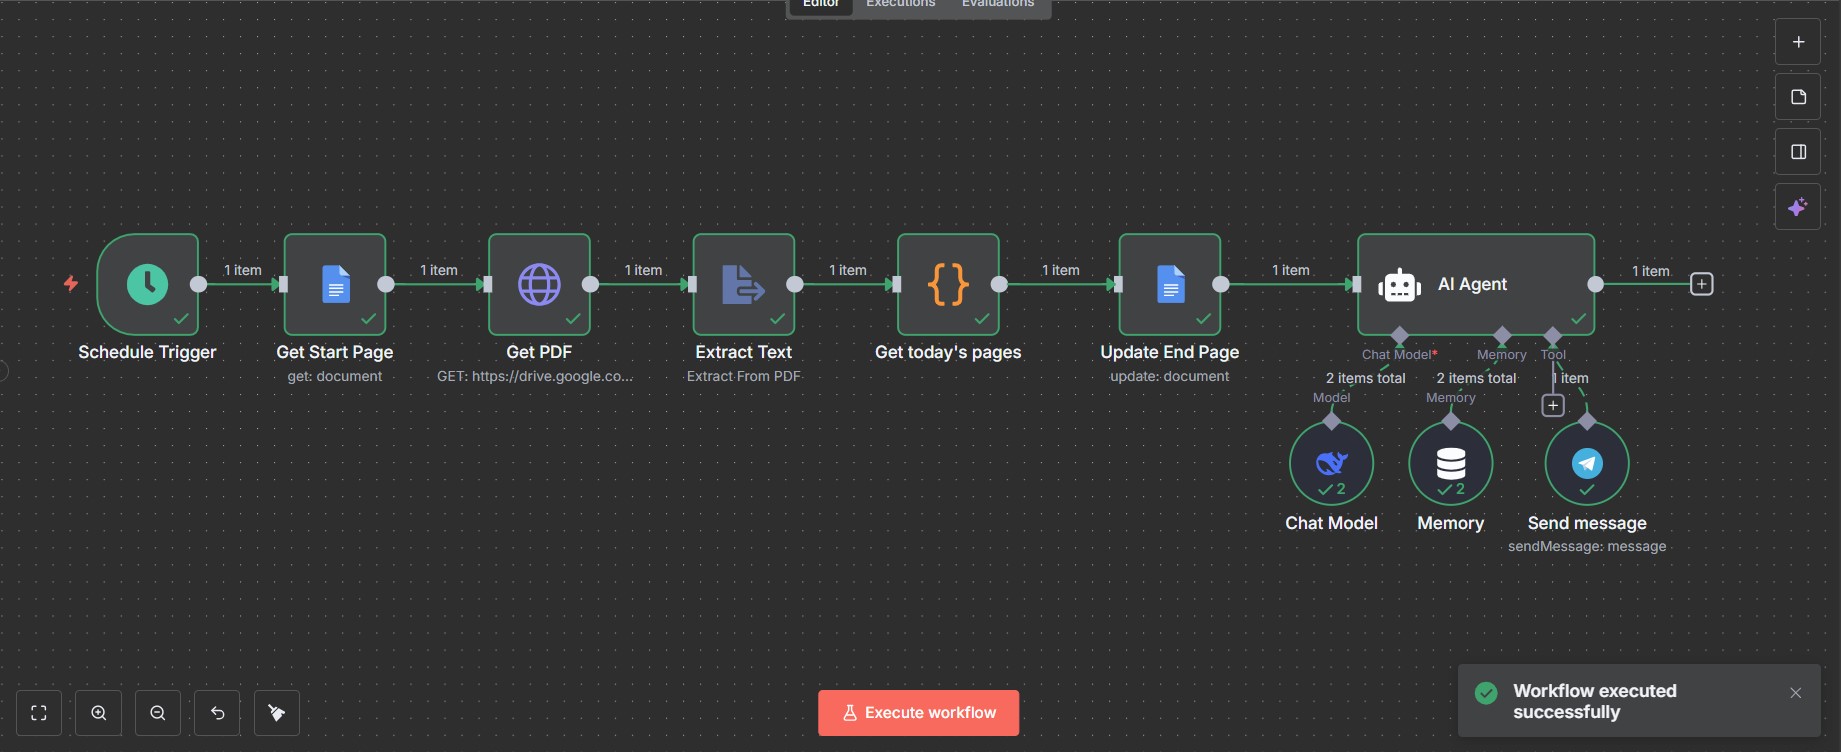 Editor Executions Evaluations
1 item
1 item
1 item
1 item
1 item
1 item
1 item
AI Agent
Schedule Trigger
Get Start Page
get: document
Get PDF
GET: https://drive.google.co...
Extract Text
Extract From PDF
Get today's pages
Update End Page
update: document
Chat Model*
Memory
Tool
2 items total
2 items total
1 item
Model
Memory
2
2
Chat Model
Memory
Send message
sendMessage: message
Execute workflow
Workflow executed
successfully